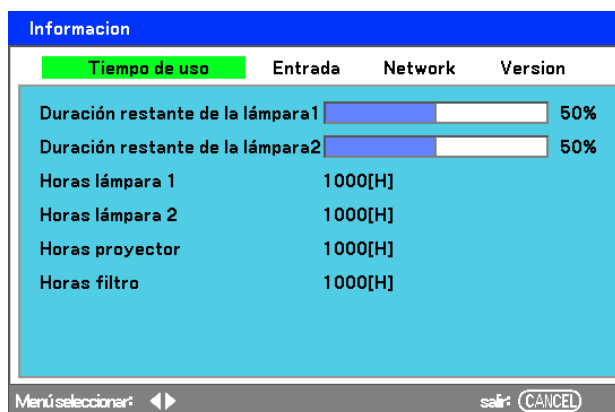 Informacion
Tiempo de uso Entrada Network Version
Duración restante de la lámpara1 50%
Duración restante de la lámpara2 50%
Horas lámpara 1 1000[H]
Horas lámpara 2 1000[H]
Horas proyector 1000[H]
Horas filtro 1000[H]
Menú seleccionar: salir: CANCEL